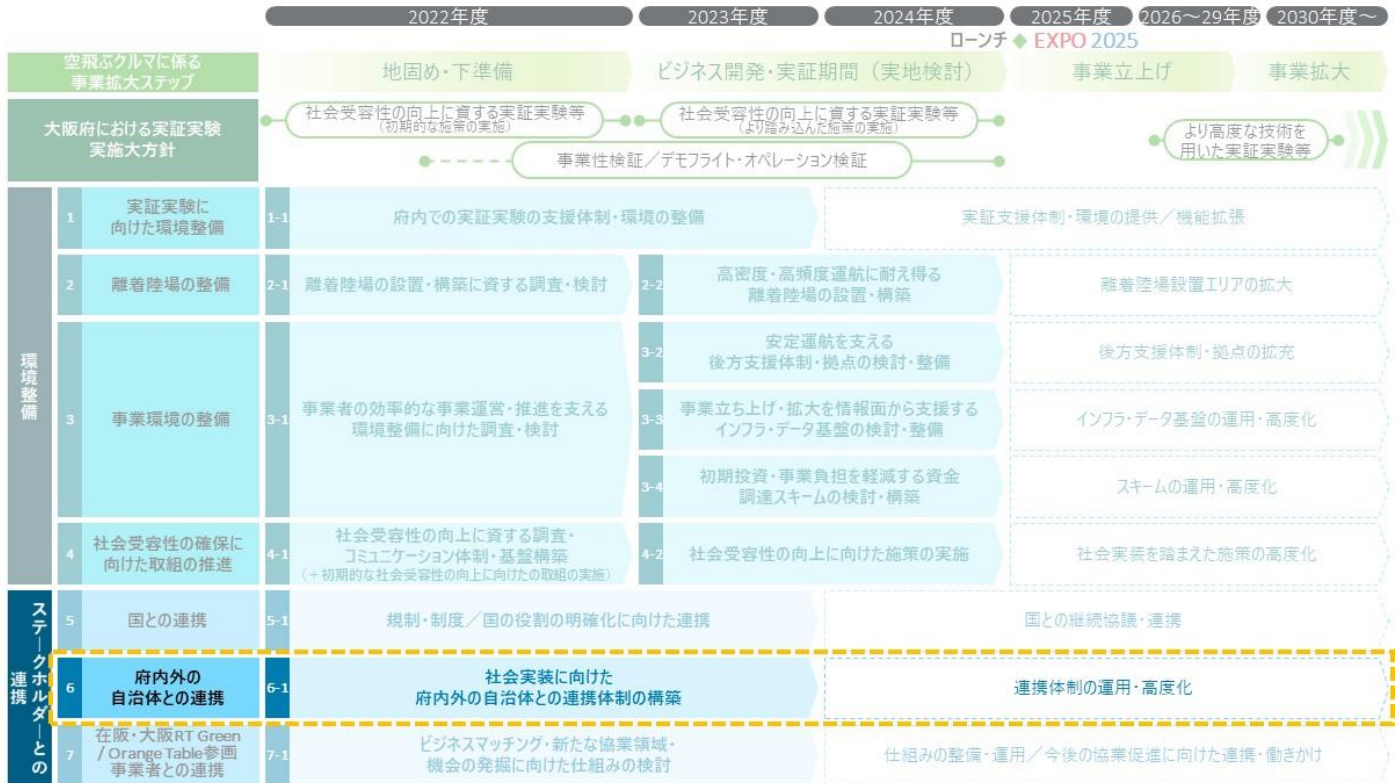 2022年度
2023年度
2024年度
2025年度
2026～29年度
2030年度～
ローンチ◆EXPO 2025
空飛ぶクルマに係る
事業拡大ステップ
地固め・下準備
ビジネス開発・実証期間（実地検討）
事業立上げ
事業拡大
大阪府における実証実験
実施大方針
社会受容性の向上に資する実証実験等
(初期的な施策の実施)
社会受容性の向上に資する実証実験等
(より踏み込んだ施策の実施)
事業性検証／デモフライト・オペレーション検証
より高度な技術を
用いた実証実験等
環境整備
1
実証実験に
向けた環境整備
1-1
府内での実証実験の支援体制・環境の整備
実証支援体制・環境の提供／機能拡張
2
離着陸場の整備
2-1
離着陸場の設置・構築に資する調査・検討
2-2
高密度・高頻度運航に耐え得る
離着陸場の設置・構築
離着陸場設置エリアの拡大
3
事業環境の整備
3-1
事業者の効率的な事業運営・推進を支える
環境整備に向けた調査・検討
3-2
安定運航を支える
後方支援体制・拠点の検討・整備
後方支援体制・拠点の拡充
3-3
事業立ち上げ・拡大を情報面から支援する
インフラ・データ基盤の検討・整備
インフラ・データ基盤の運用・高度化
3-4
初期投資・事業負担を軽減する資金
調達スキームの検討・構築
スキームの運用・高度化
4
社会受容性の確保に
向けた取組の推進
4-1
社会受容性の向上に資する調査・
コミュニケーション体制・基盤構築
(＋初期的な社会受容性の向上に向けたの取組の実施)
4-2
社会受容性の向上に向けた施策の実施
社会実装を踏まえた施策の高度化
ステークホルダーとの
連携
5
国との連携
5-1
規制・制度／国の役割の明確化に向けた連携
国との継続協議・連携
6
府内外の
自治体との連携
6-1
社会実装に向けた
府内外の自治体との連携体制の構築
連携体制の運用・高度化
7
在阪・大阪RT Green
/ Orange Table参画
事業者との連携
7-1
ビジネスマッチング・新たな協業領域・
機会の発掘に向けた仕組みの検討
仕組みの整備・運用／今後の協業促進に向けた連携・働きかけ